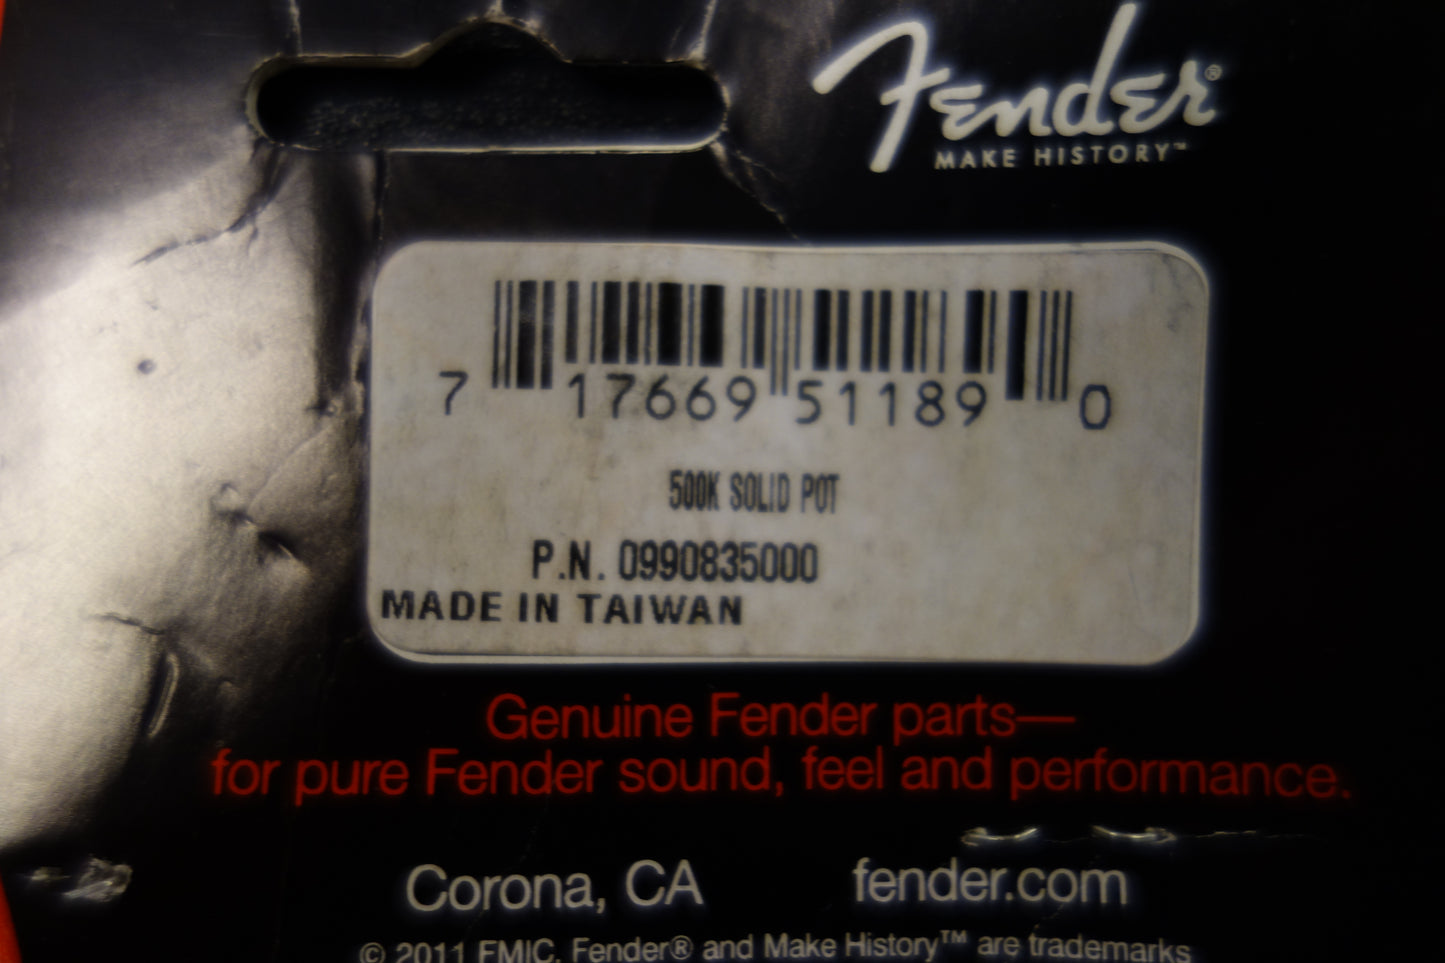 Fender®
MAKE HISTORY™
7 17669 51189 0
500K SOLID POT
P.N. 0990835000
MADE IN TAIWAN
Genuine Fender parts—
for pure Fender sound, feel and performance.
Corona, CA fender.com
© 2011 FMIC. Fender® and Make History™ are trademarks